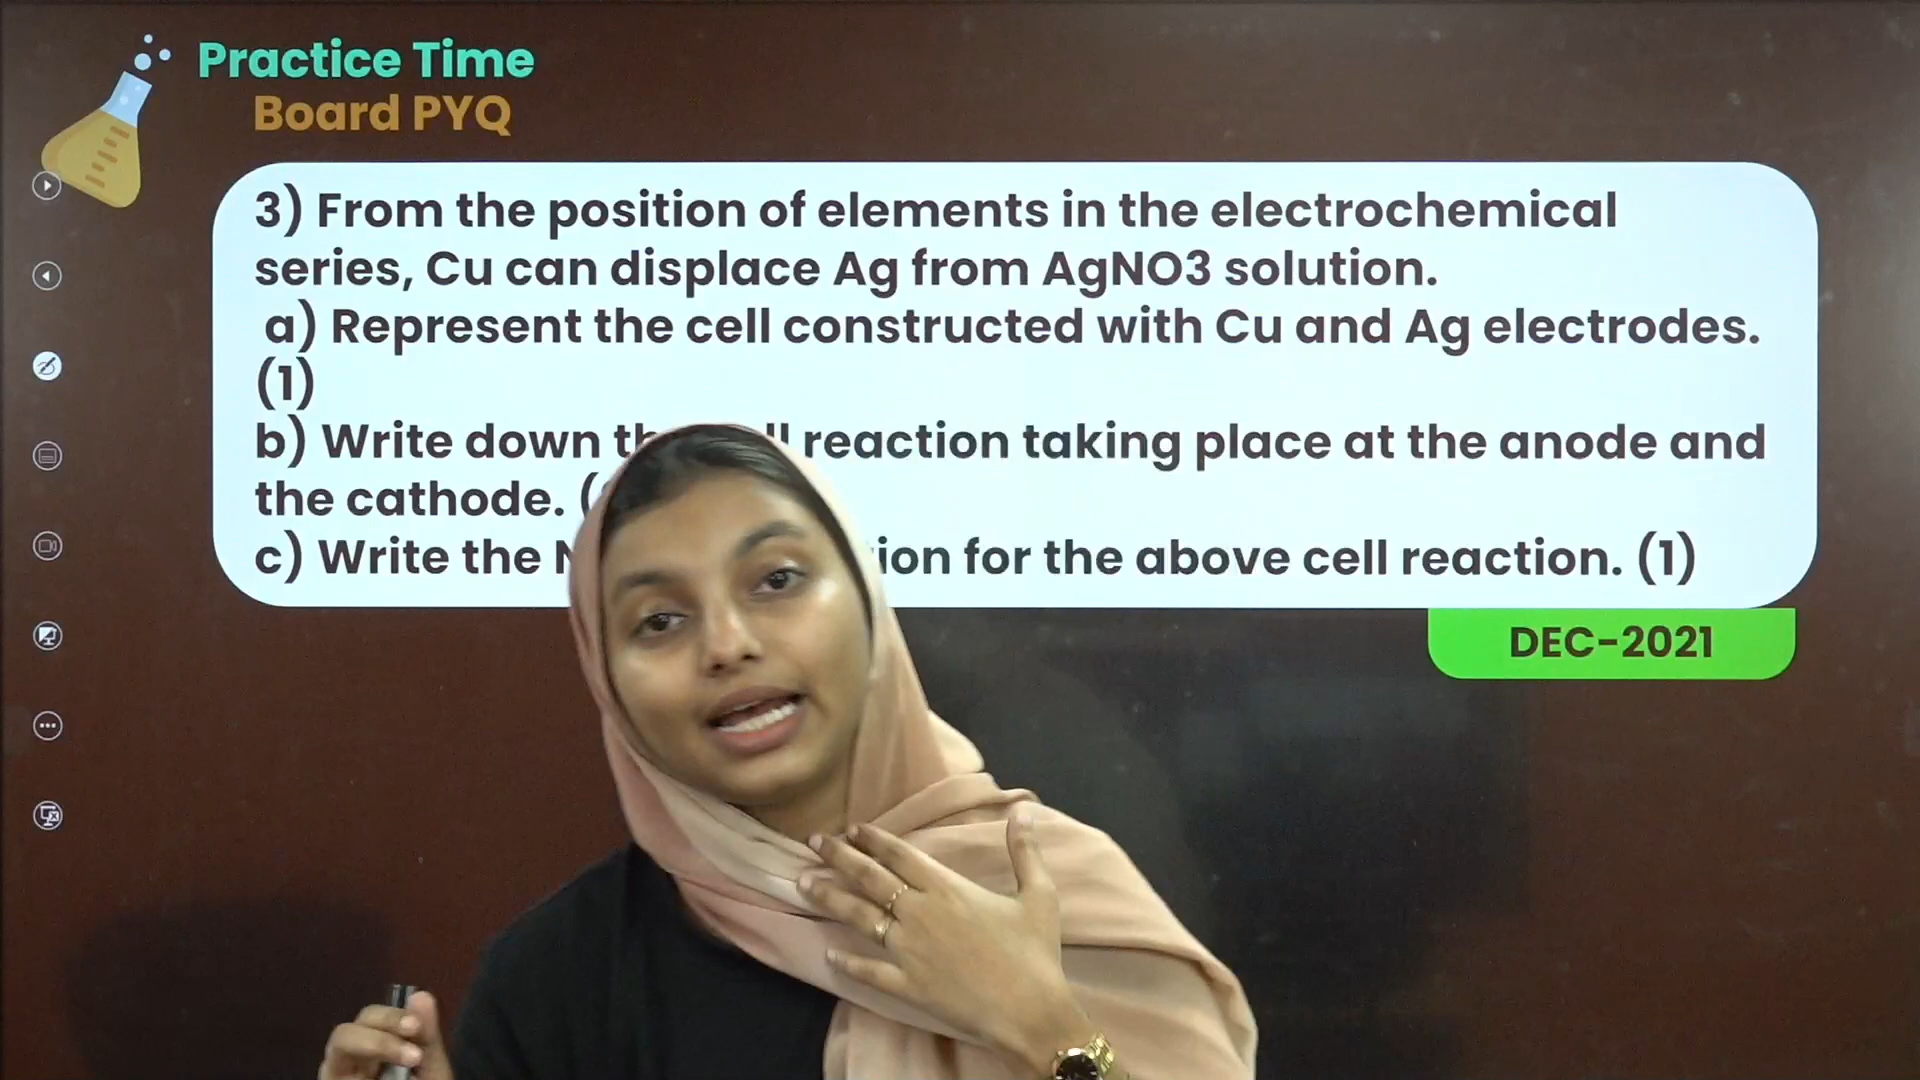 Practice Time
Board PYQ
3) From the position of elements in the electrochemical
series, Cu can displace Ag from AgNO3 solution.
a) Represent the cell constructed with Cu and Ag electrodes.
(1)
b) Write down reaction taking place at the anode and
the cathode.
c) Write the for the above cell reaction. (1)
DEC-2021